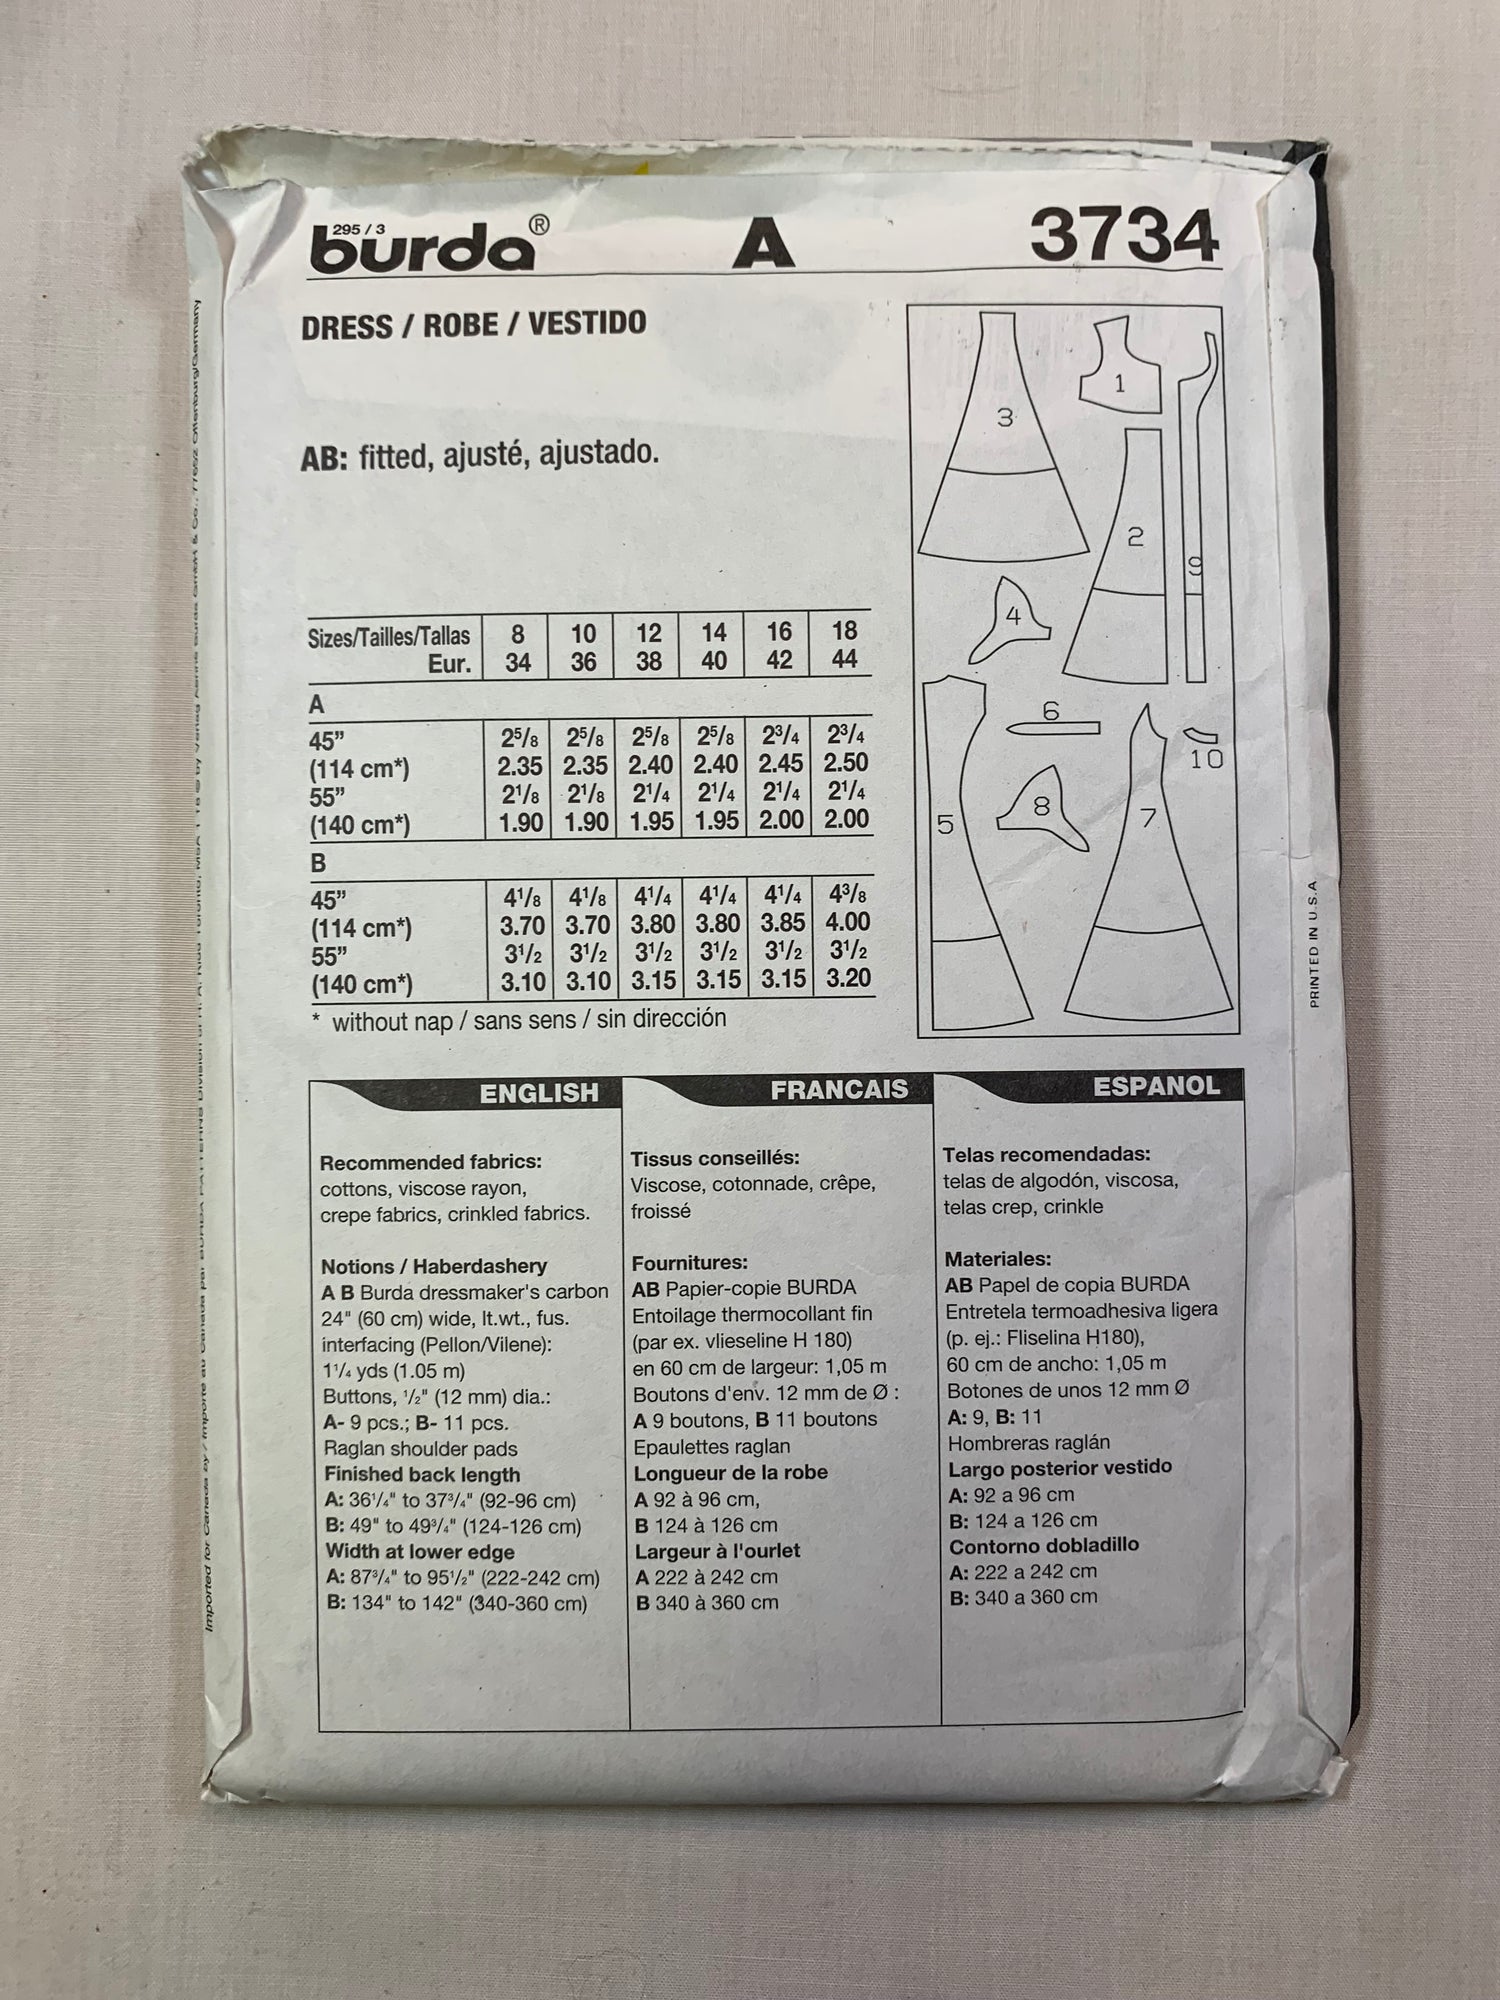 295 / 3
burda®
A
3734
DRESS / ROBE / VESTIDO
AB: fitted, ajusté, ajustado.
Sizes/Tailles/Tallas 8 10 12 14 16 18
Eur. 34 36 38 40 42 44
A
45” 2⁵/₈ 2⁵/₈ 2⁵/₈ 2⁵/₈ 2³/₄ 2³/₄
(114 cm*) 2.35 2.35 2.40 2.40 2.45 2.50
55” 2¹/₈ 2¹/₈ 2¹/₄ 2¹/₄ 2¹/₄ 2¹/₄
(140 cm*) 1.90 1.90 1.95 1.95 2.00 2.00
B
45” 4¹/₈ 4¹/₈ 4¹/₄ 4¹/₄ 4¹/₄ 4³/₈
(114 cm*) 3.70 3.70 3.80 3.80 3.85 4.00
55” 3¹/₂ 3¹/₂ 3¹/₂ 3¹/₂ 3¹/₂ 3¹/₂
(140 cm*) 3.10 3.10 3.15 3.15 3.15 3.20
* without nap / sans sens / sin dirección
3
1
2
9
4
6
10
5
8
7
ENGLISH
Recommended fabrics:
cottons, viscose rayon,
crepe fabrics, crinkled fabrics.
Notions / Haberdashery
A B Burda dressmaker's carbon
24" (60 cm) wide, lt.wt., fus.
interfacing (Pellon/Vilene):
1¹/₄ yds (1.05 m)
Buttons, ¹/₂" (12 mm) dia.:
A- 9 pcs.; B- 11 pcs.
Raglan shoulder pads
Finished back length
A: 36¹/₄" to 37³/₄" (92-96 cm)
B: 49" to 49³/₄" (124-126 cm)
Width at lower edge
A: 87³/₄" to 95¹/₂" (222-242 cm)
B: 134" to 142" (340-360 cm)
FRANCAIS
Tissus conseillés:
Viscose, cotonnade, crêpe,
froissé
Fournitures:
AB Papier-copie BURDA
Entoilage thermocollant fin
(par ex. vlieseline H 180)
en 60 cm de largeur: 1,05 m
Boutons d'env. 12 mm de Ø :
A 9 boutons, B 11 boutons
Epaulettes raglan
Longueur de la robe
A 92 à 96 cm,
B 124 à 126 cm
Largeur à l'ourlet
A 222 à 242 cm
B 340 à 360 cm
ESPANOL
Telas recomendadas:
telas de algodón, viscosa,
telas crep, crinkle
Materiales:
AB Papel de copia BURDA
Entretela termoadhesiva ligera
(p. ej.: Fliselina H180),
60 cm de ancho: 1,05 m
Botones de unos 12 mm Ø
A: 9, B: 11
Hombreras raglán
Largo posterior vestido
A: 92 a 96 cm
B: 124 a 126 cm
Contorno dobladillo
A: 222 a 242 cm
B: 340 a 360 cm
PRINTED IN U.S.A
Imported for Canada by / Importé au Canada par BURDA PATTERNS Division of H. A. Kidd Toronto,